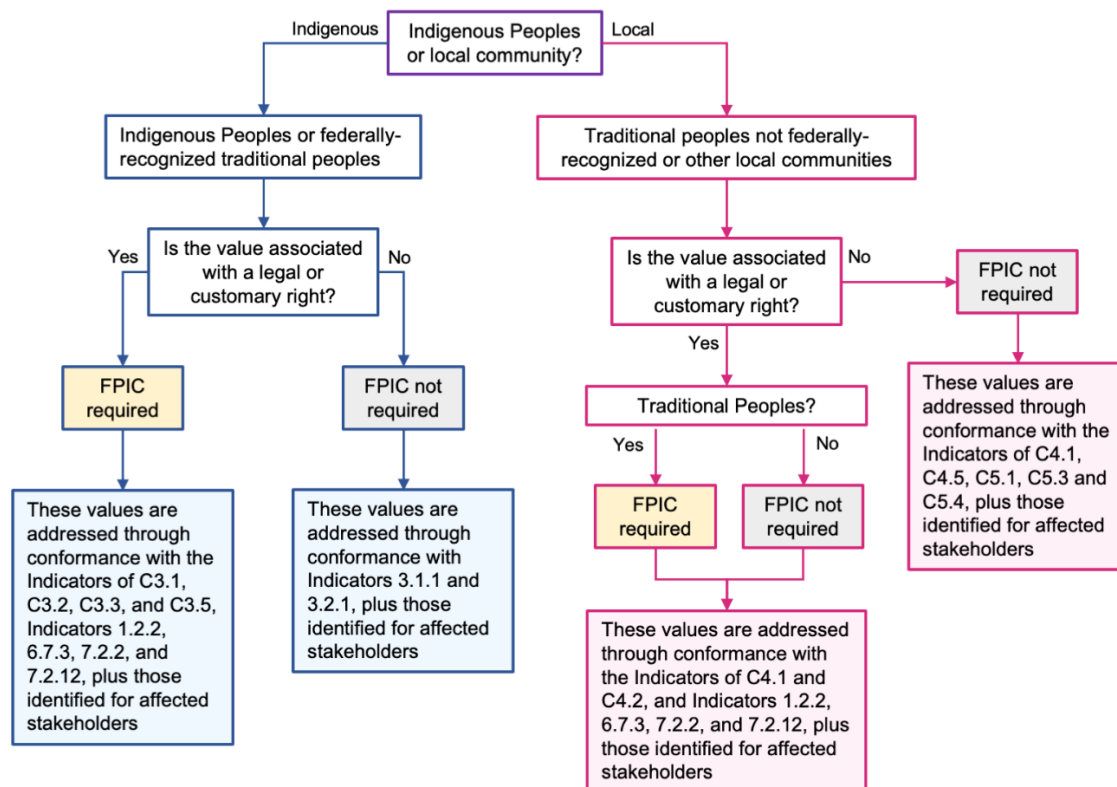 Indigenous
Indigenous Peoples
or local community?
Local
Indigenous Peoples or federally-
recognized traditional peoples
Traditional peoples not federally-
recognized or other local communities
Yes
Is the value associated
with a legal or
customary right?
No
Is the value associated
with a legal or
customary right?
No
FPIC not
required
Yes
FPIC
required
FPIC not
required
Traditional Peoples?
These values are
addressed through
conformance with the
Indicators of C4.1,
C4.5, C5.1, C5.3 and
C5.4, plus those
identified for affected
stakeholders
Yes
No
These values are
addressed through
conformance with the
Indicators of C3.1,
C3.2, C3.3, and C3.5,
Indicators 1.2.2,
6.7.3, 7.2.2, and
7.2.12, plus those
identified for affected
stakeholders
These values are
addressed through
conformance with
Indicators 3.1.1 and
3.2.1, plus those
identified for affected
stakeholders
FPIC
required
FPIC not
required
These values are addressed
through conformance with
the Indicators of C4.1 and
C4.2, and Indicators 1.2.2,
6.7.3, 7.2.2, and 7.2.12, plus
those identified for affected
stakeholders